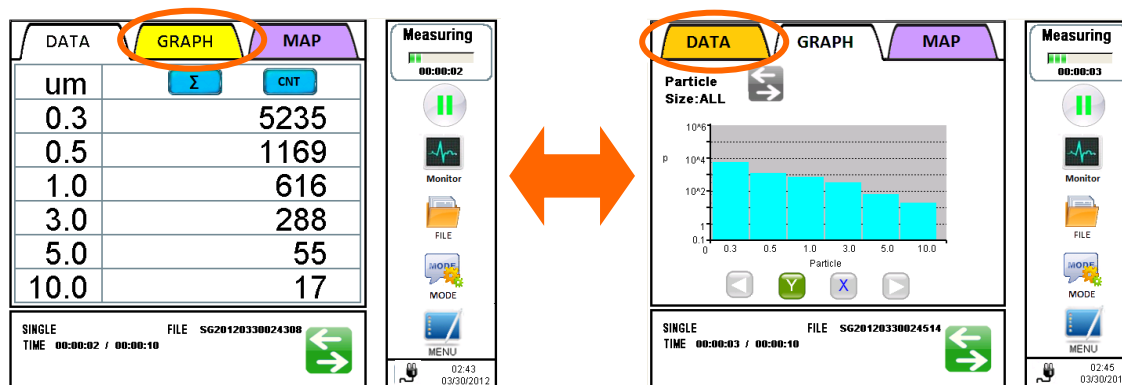 DATA GRAPH MAP
um Σ CNT
0.3 5235
0.5 1169
1.0 616
3.0 288
5.0 55
10.0 17
SINGLE FILE SG20120330024308
TIME 00:00:02 / 00:00:10
Measuring
00:00:02
Monitor
FILE
MODE
MODE
MENU
02:43
03/30/2012
DATA GRAPH MAP
Particle
Size:ALL
10^6
p 10^4
10^2
1
0.1
0 0.3 0.5 1.0 3.0 5.0 10.0
Particle
Y X
SINGLE FILE SG20120330024514
TIME 00:00:03 / 00:00:10
Measuring
00:00:03
Monitor
FILE
MODE
MODE
MENU
02:45
03/30/201